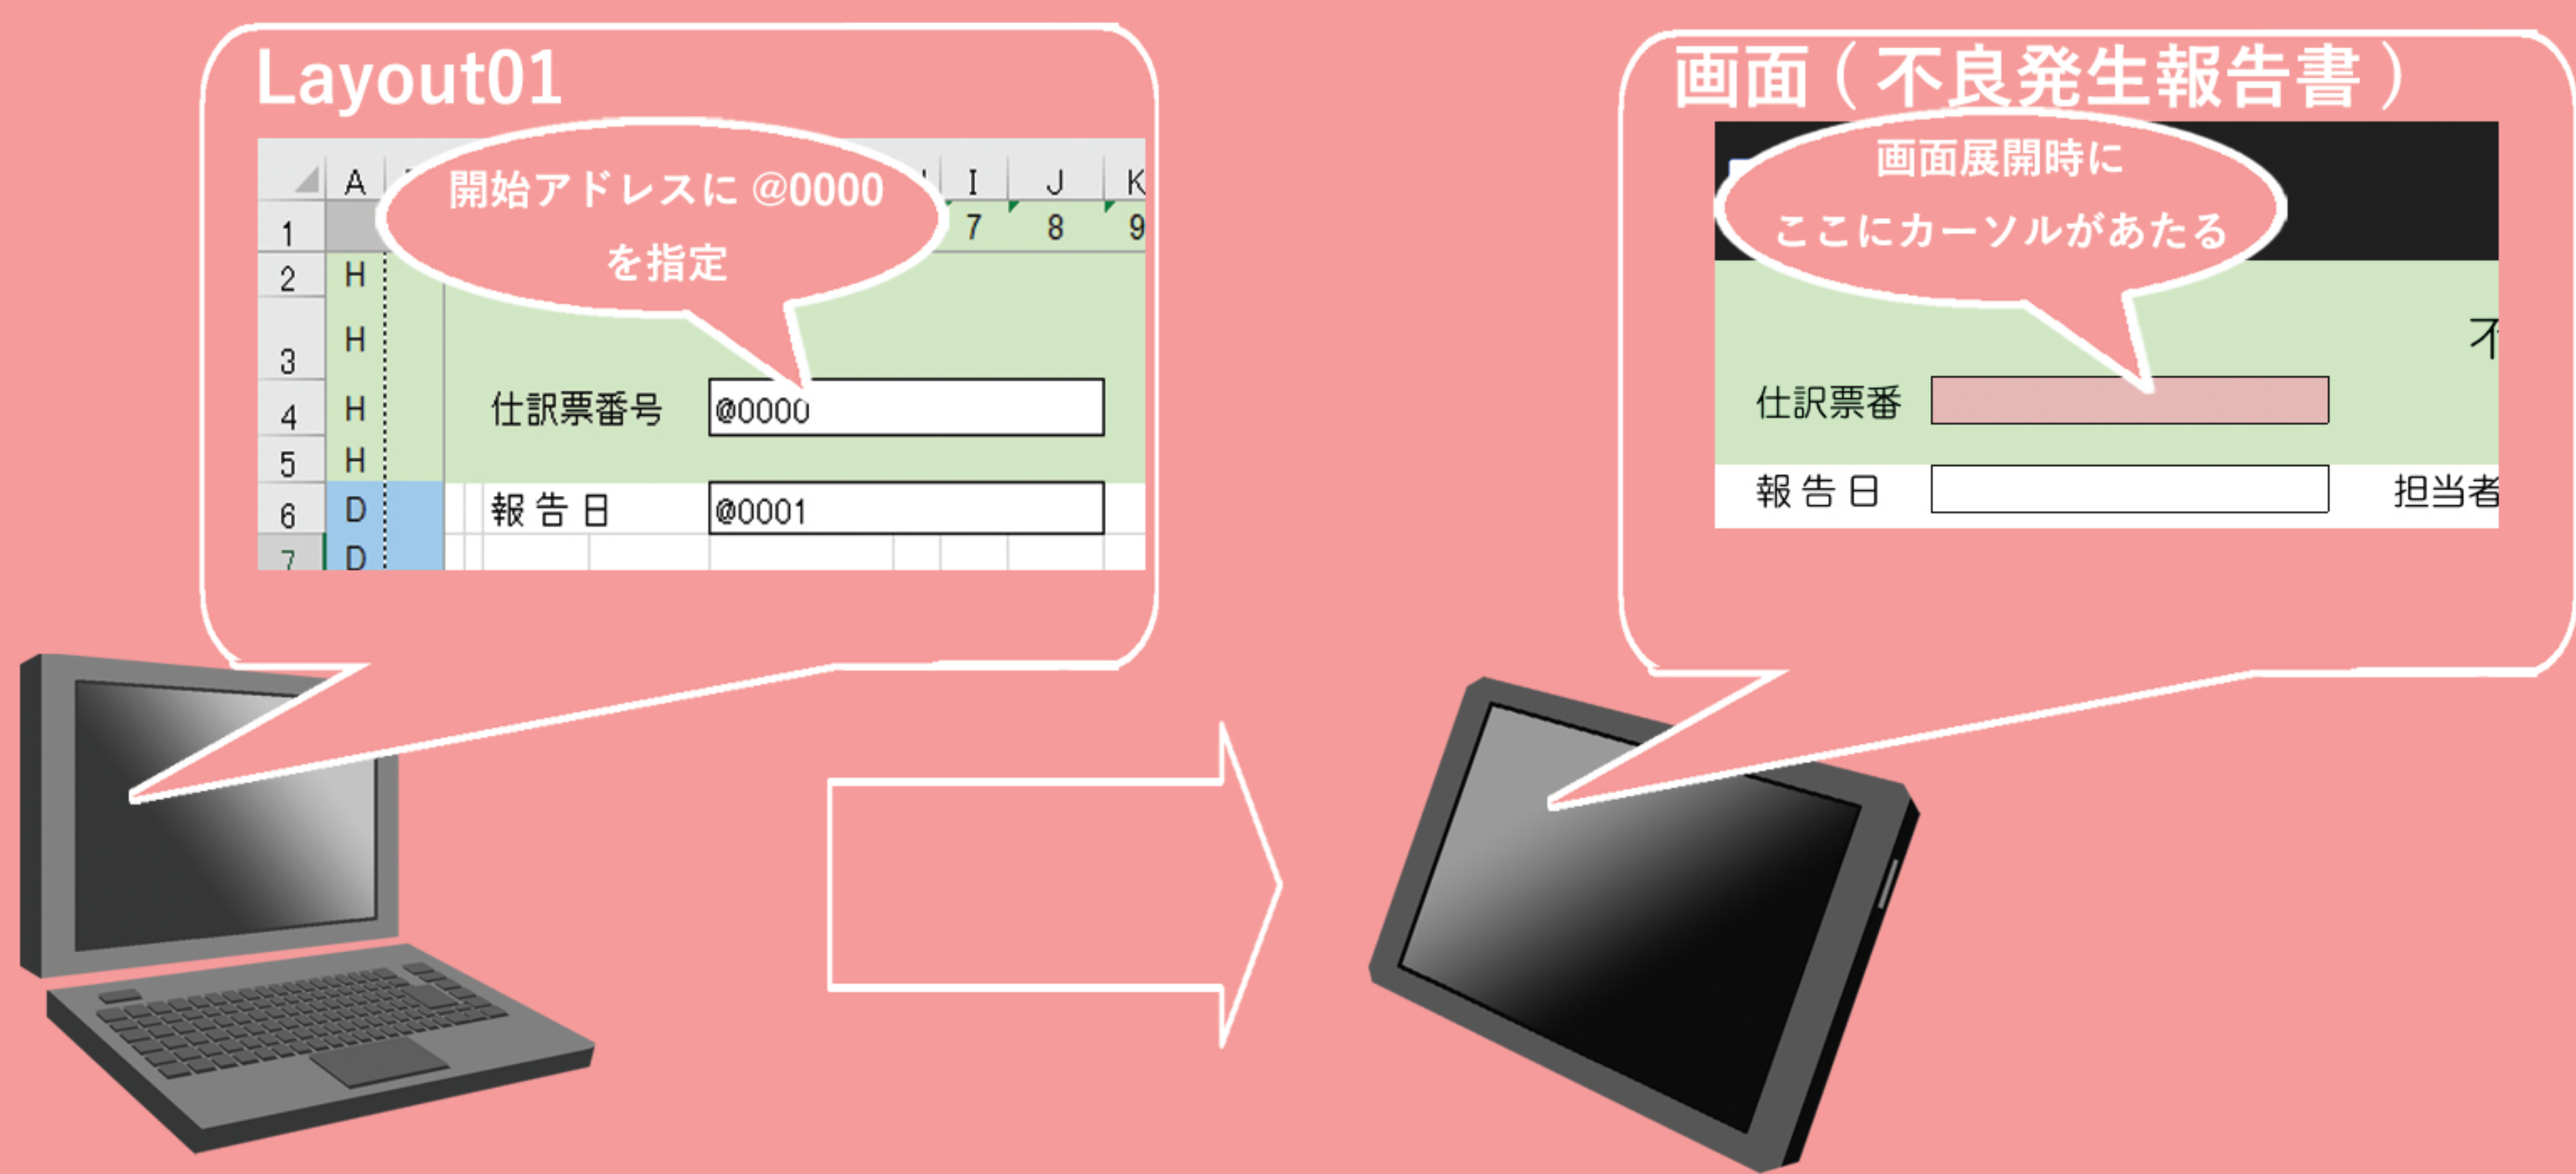 Layout01
開始アドレスに @0000
を指定
A I J K
1 7 8 9
2 H
3 H
4 H 仕訳票番号 @0000
5 H
6 D 報告日 @0001
7 D
画面(不良発生報告書)
画面展開時に
ここにカーソルがあたる
仕訳票番
報告日 担当者